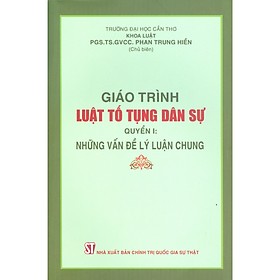 TRƯỜNG ĐẠI HỌC CẦN THƠ
KHOA LUẬT
PGS.TS.GVCC. PHAN TRUNG HIỀN
(Chủ biên)
GIÁO TRÌNH
LUẬT TỐ TỤNG DÂN SỰ
QUYỂN I:
NHỮNG VẤN ĐỀ LÝ LUẬN CHUNG
ST
NHÀ XUẤT BẢN CHÍNH TRỊ QUỐC GIA SỰ THẬT